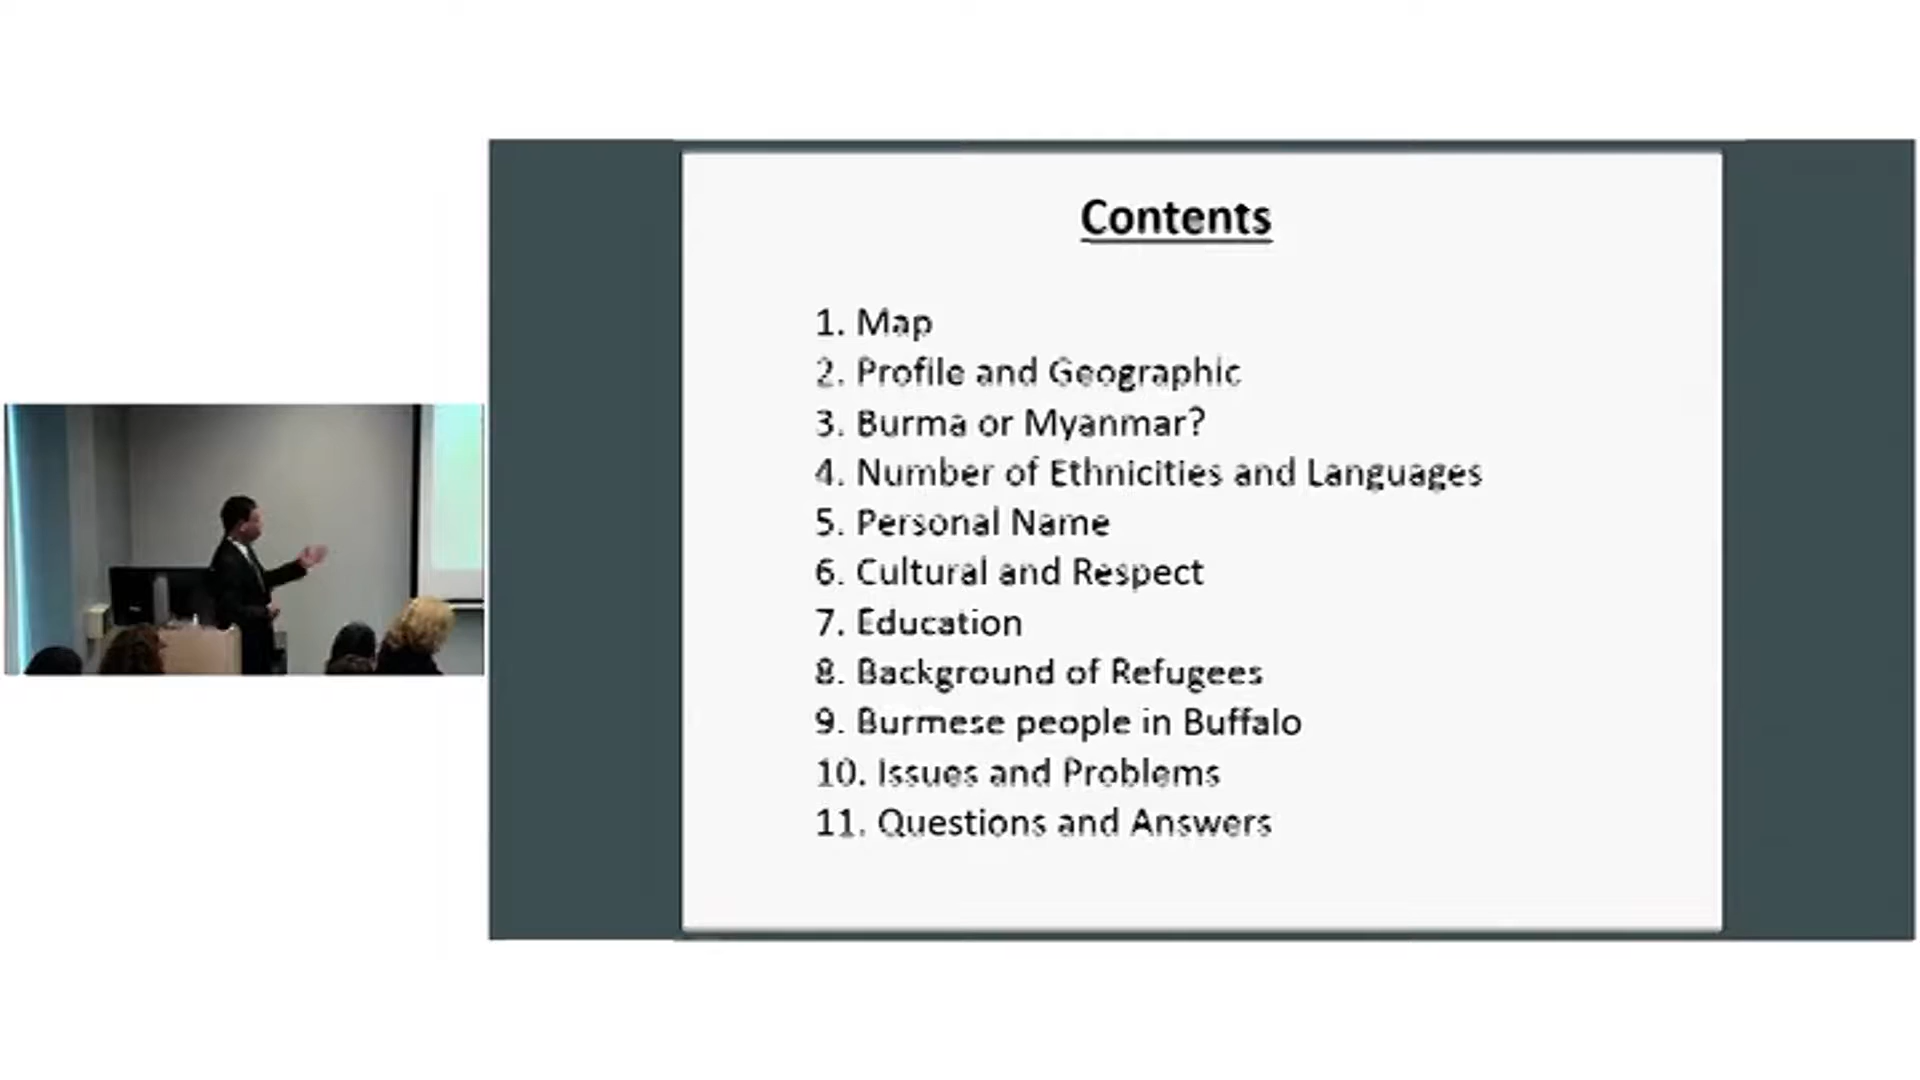 Contents
1. Map
2. Profile and Geographic
3. Burma or Myanmar?
4. Number of Ethnicities and Languages
5. Personal Name
6. Cultural and Respect
7. Education
8. Background of Refugees
9. Burmese people in Buffalo
10. Issues and Problems
11. Questions and Answers